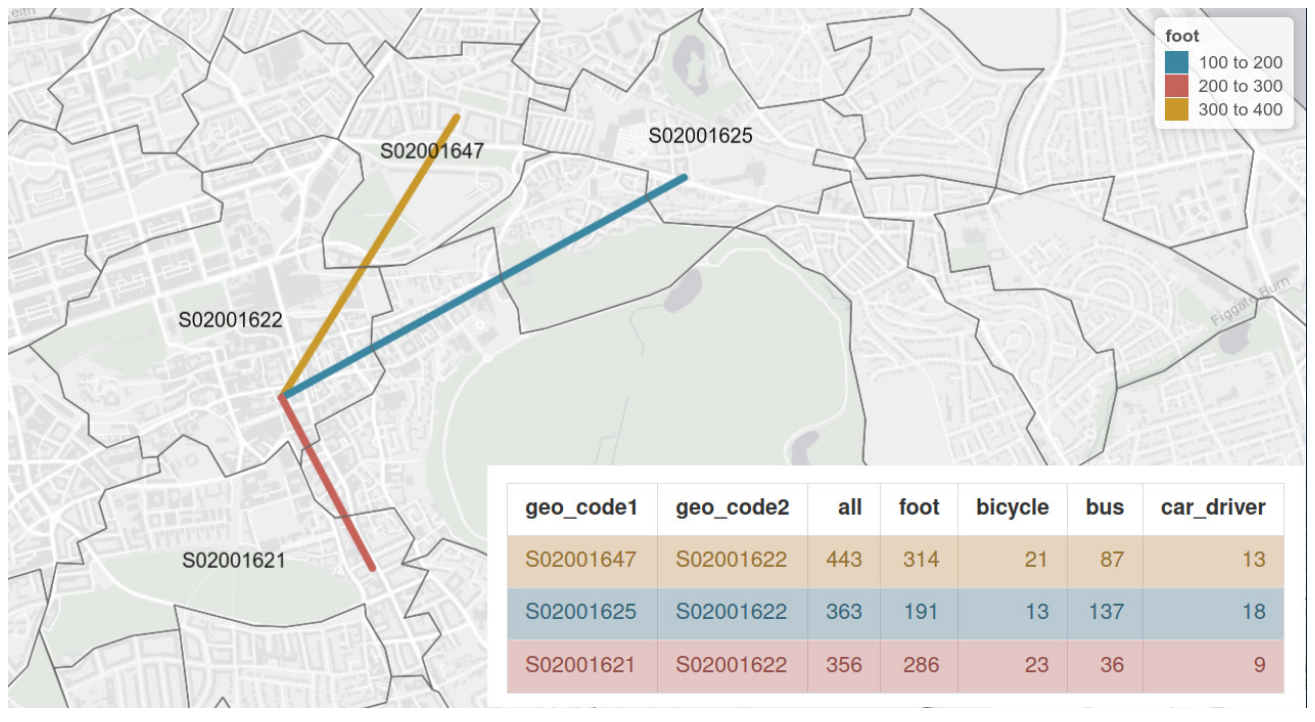 eith
foot
100 to 200
200 to 300
300 to 400
S02001647
S02001625
S02001622
Figgate Burn
S02001621
geo_code1 geo_code2 all foot bicycle bus car_driver
S02001647 S02001622 443 314 21 87 13
S02001625 S02001622 363 191 13 137 18
S02001621 S02001622 356 286 23 36 9